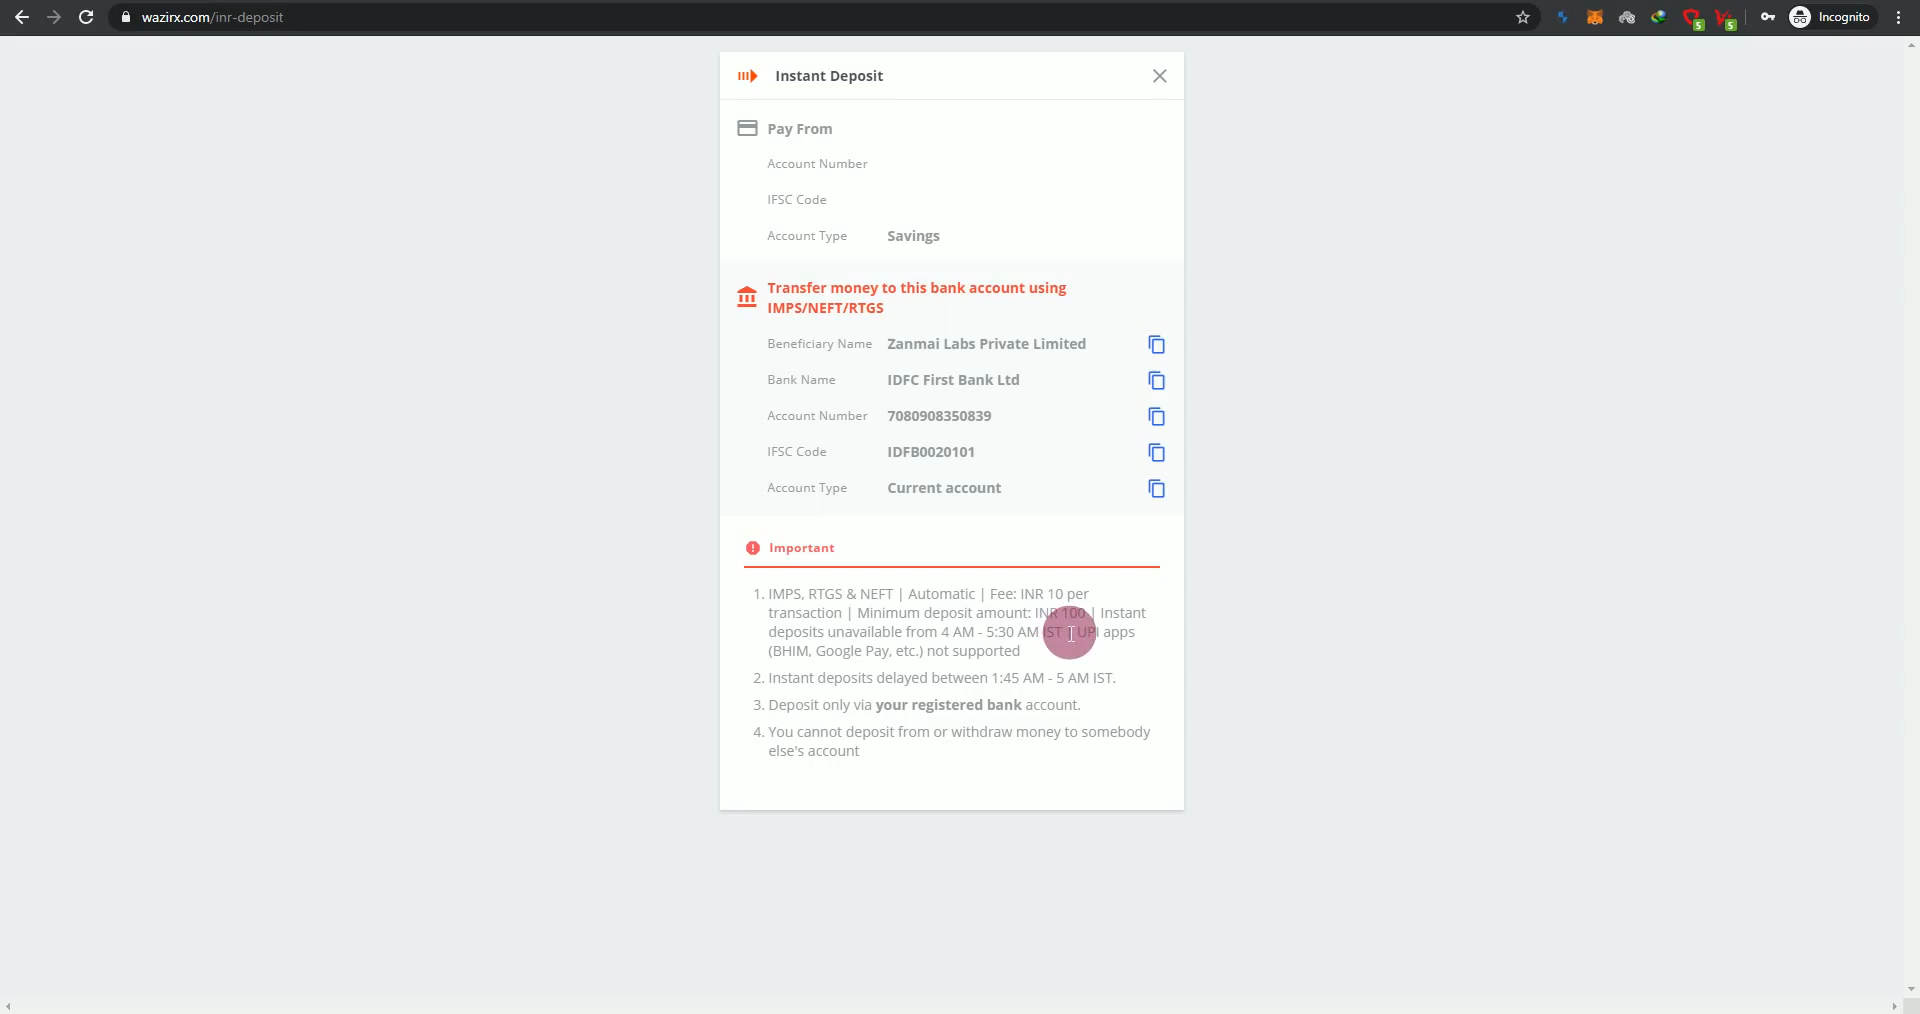 wazirx.com/inr-deposit
5
5
Incognito
Instant Deposit
Pay From
Account Number
IFSC Code
Account Type Savings
Transfer money to this bank account using
IMPS/NEFT/RTGS
Beneficiary Name Zanmai Labs Private Limited
Bank Name IDFC First Bank Ltd
Account Number 7080908350839
IFSC Code IDFB0020101
Account Type Current account
Important
1. IMPS, RTGS & NEFT | Automatic | Fee: INR 10 per
transaction | Minimum deposit amount: INR 100 | Instant
deposits unavailable from 4 AM - 5:30 AM IST | UPI apps
(BHIM, Google Pay, etc.) not supported
2. Instant deposits delayed between 1:45 AM - 5 AM IST.
3. Deposit only via your registered bank account.
4. You cannot deposit from or withdraw money to somebody
else's account